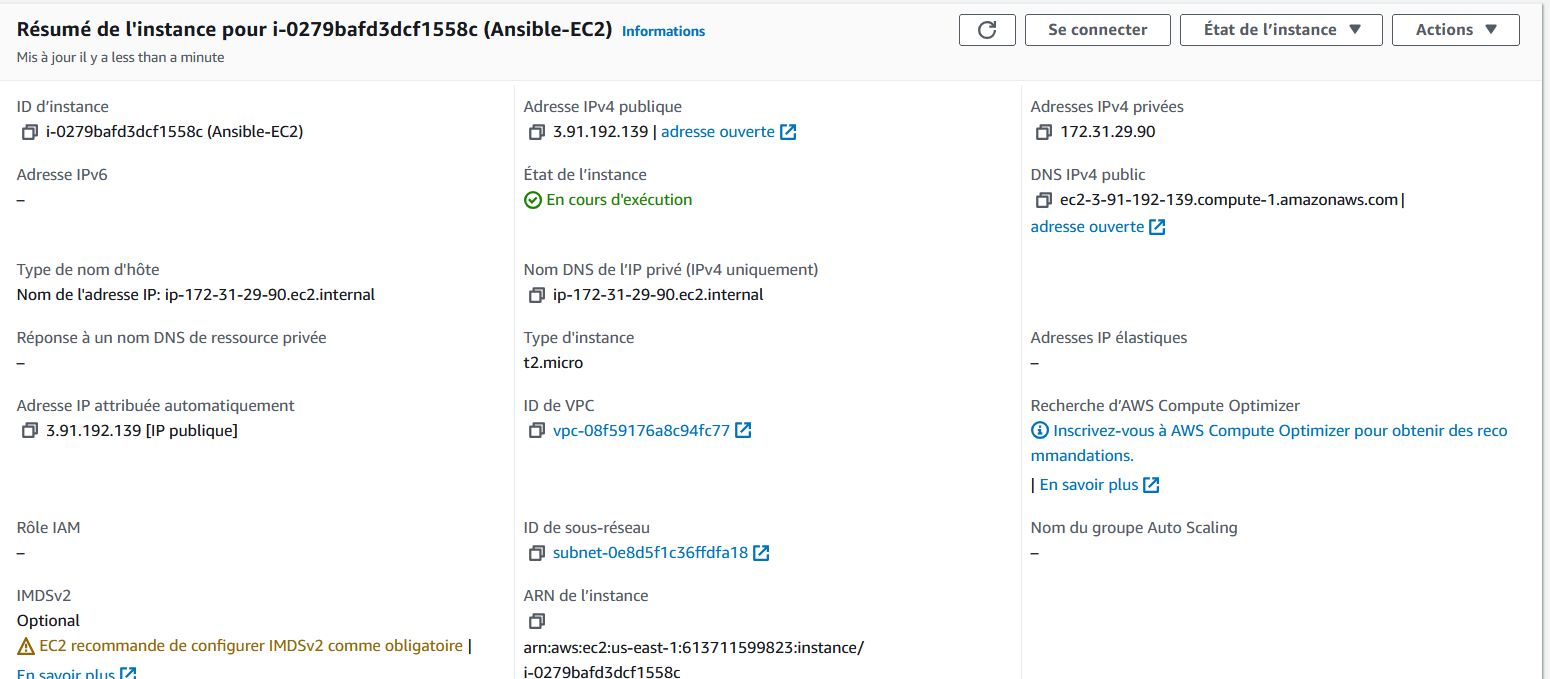 Résumé de l'instance pour i-0279bafd3dcf1558c (Ansible-EC2) Informations
Mis à jour il y a less than a minute
Se connecter
État de l’instance
Actions
ID d’instance
i-0279bafd3dcf1558c (Ansible-EC2)
Adresse IPv4 publique
3.91.192.139 | adresse ouverte
Adresses IPv4 privées
172.31.29.90
Adresse IPv6
–
État de l’instance
En cours d'exécution
DNS IPv4 public
ec2-3-91-192-139.compute-1.amazonaws.com |
adresse ouverte
Type de nom d'hôte
Nom de l'adresse IP: ip-172-31-29-90.ec2.internal
Nom DNS de l’IP privé (IPv4 uniquement)
ip-172-31-29-90.ec2.internal
Réponse à un nom DNS de ressource privée
–
Type d'instance
t2.micro
Adresses IP élastiques
–
Adresse IP attribuée automatiquement
3.91.192.139 [IP publique]
ID de VPC
vpc-08f59176a8c94fc77
Recherche d’AWS Compute Optimizer
Inscrivez-vous à AWS Compute Optimizer pour obtenir des reco
mmandations.
| En savoir plus
Rôle IAM
–
ID de sous-réseau
subnet-0e8d5f1c36ffdfa18
Nom du groupe Auto Scaling
–
IMDSv2
Optional
EC2 recommande de configurer IMDSv2 comme obligatoire |
En savoir plus
ARN de l’instance
arn:aws:ec2:us-east-1:613711599823:instance/
i-0279bafd3dcf1558c